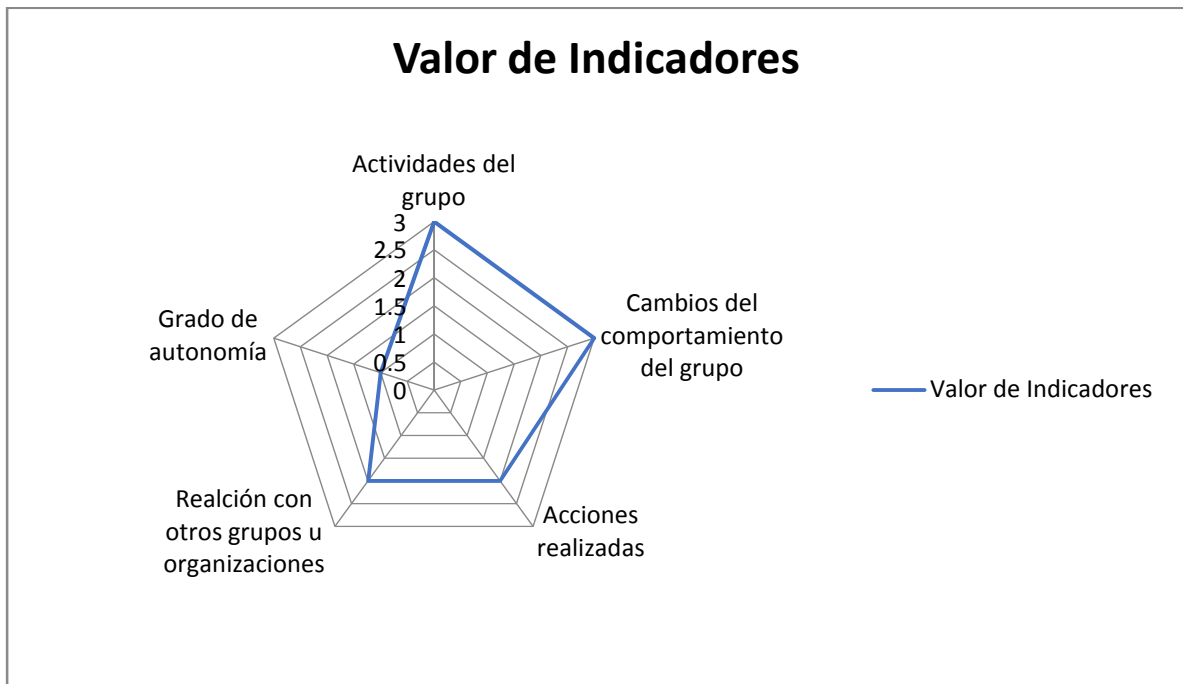 Valor de Indicadores
Actividades del
grupo
3
2.5
2
1.5
1
0.5
0
Cambios del
comportamiento
del grupo
Acciones
realizadas
Realción con
otros grupos u
organizaciones
Grado de
autonomía
Valor de Indicadores